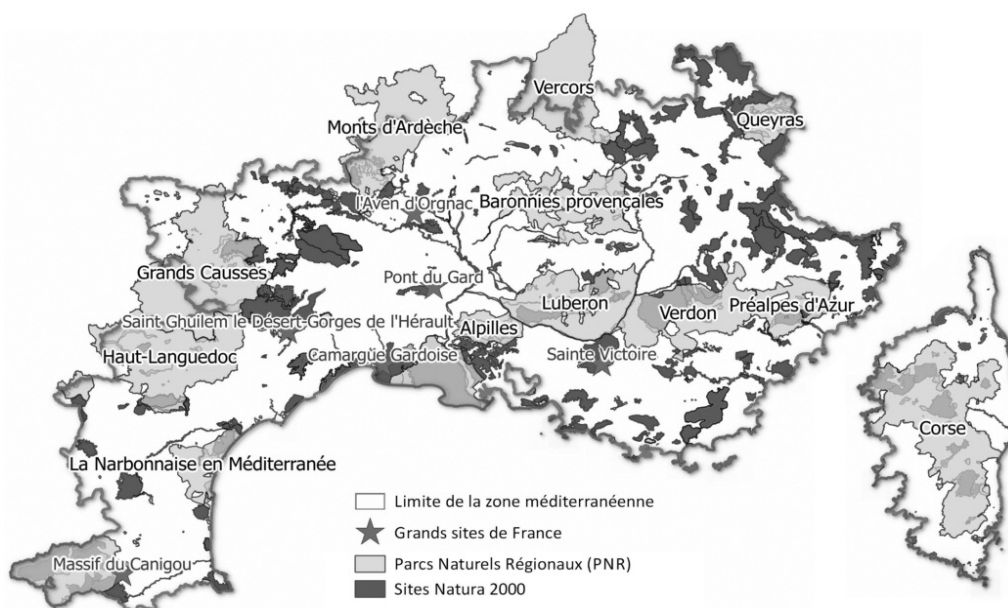 Vercors
Queyras
Monts d'Ardèche
l'Aven d'Orgnac
Baronnies provençales
Grands Causses
Pont du Gard
Luberon
Verdon
Préalpes d'Azur
Saint Ghuilem le Désert-Gorges de l'Hérault
Alpilles
Haut-Languedoc
Camargue Gardoise
Sainte Victoire
Corse
La Narbonnaise en Méditerranée
Massif du Canigou
Limite de la zone méditerranéenne
Grands sites de France
Parcs Naturels Régionaux (PNR)
Sites Natura 2000